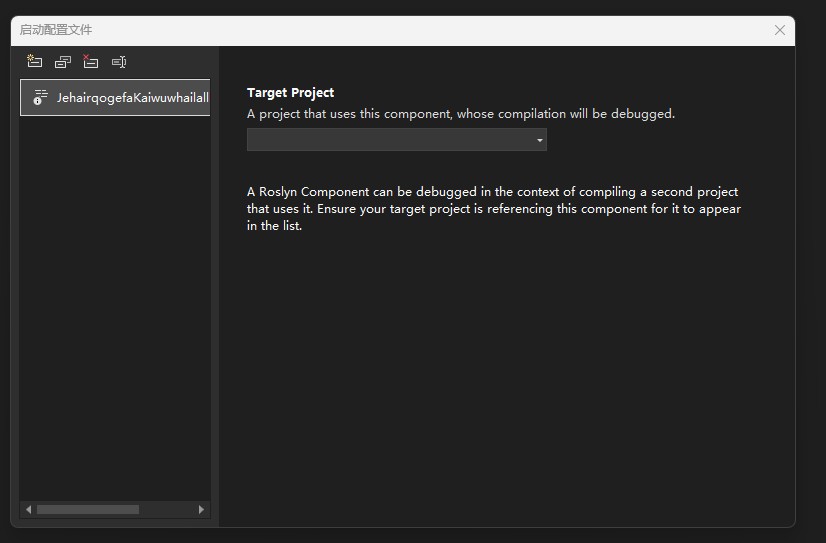 启动配置文件
JehairqogefaKaiwuwhailall
Target Project
A project that uses this component, whose compilation will be debugged.
A Roslyn Component can be debugged in the context of compiling a second project
that uses it. Ensure your target project is referencing this component for it to appear
in the list.